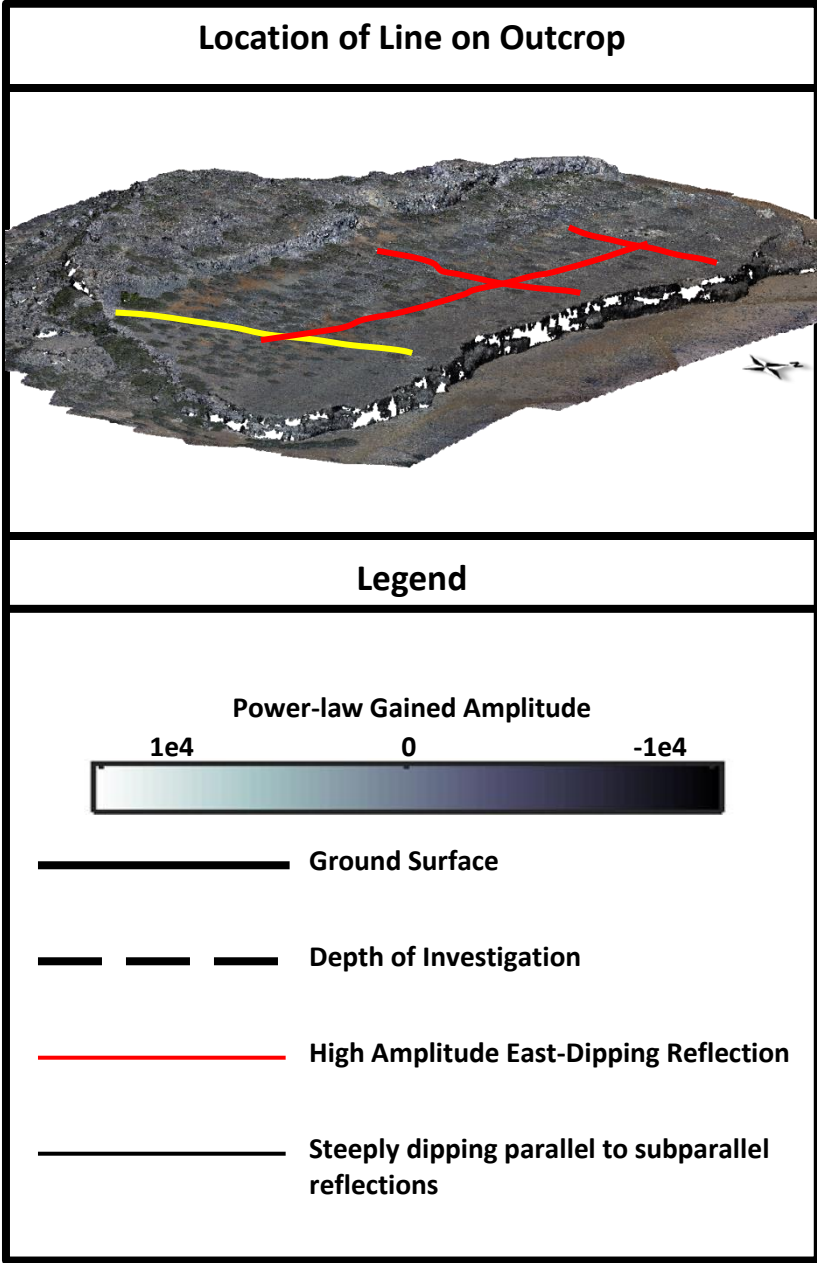 Location of Line on Outcrop
Legend
Power-law Gained Amplitude
1e4 0 -1e4
Ground Surface
Depth of Investigation
High Amplitude East-Dipping Reflection
Steeply dipping parallel to subparallel
reflections